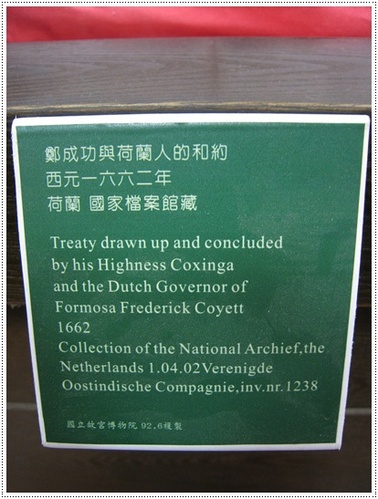 鄭成功與荷蘭人的和約
西元一六六二年
荷蘭 國家檔案館藏
Treaty drawn up and concluded
by his Highness Coxinga
and the Dutch Governor of
Formosa Frederick Coyett
1662
Collection of the National Archief,the
Netherlands 1.04.02Verenigde
Oostindische Compagnie,inv.nr.1238
國立故宮博物院 92.6複製